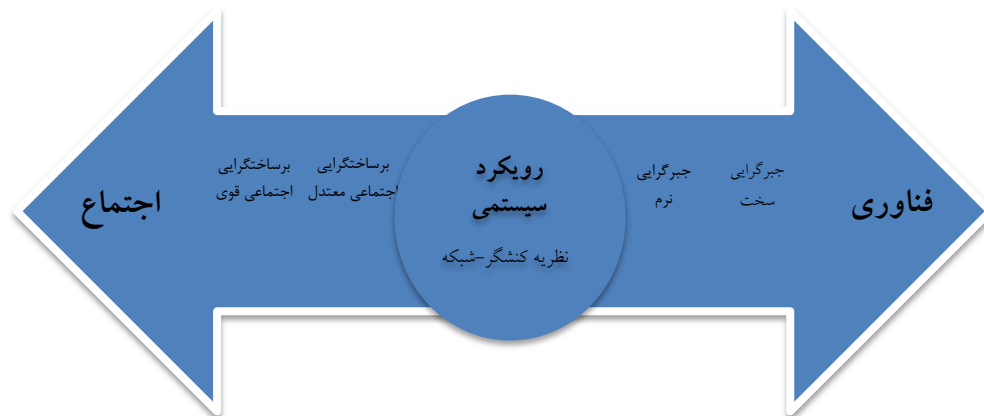 فناوری
جبرگرایی
سخت
جبرگرایی
نرم
رویکرد
سیستمی
نظریه کنشگر-شبکه
برساختگرایی
اجتماعی معتدل
برساختگرایی
اجتماعی قوی
اجتماع